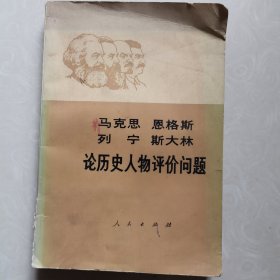 马克思 恩格斯
列宁 斯大林
论历史人物评价问题
人民出版社